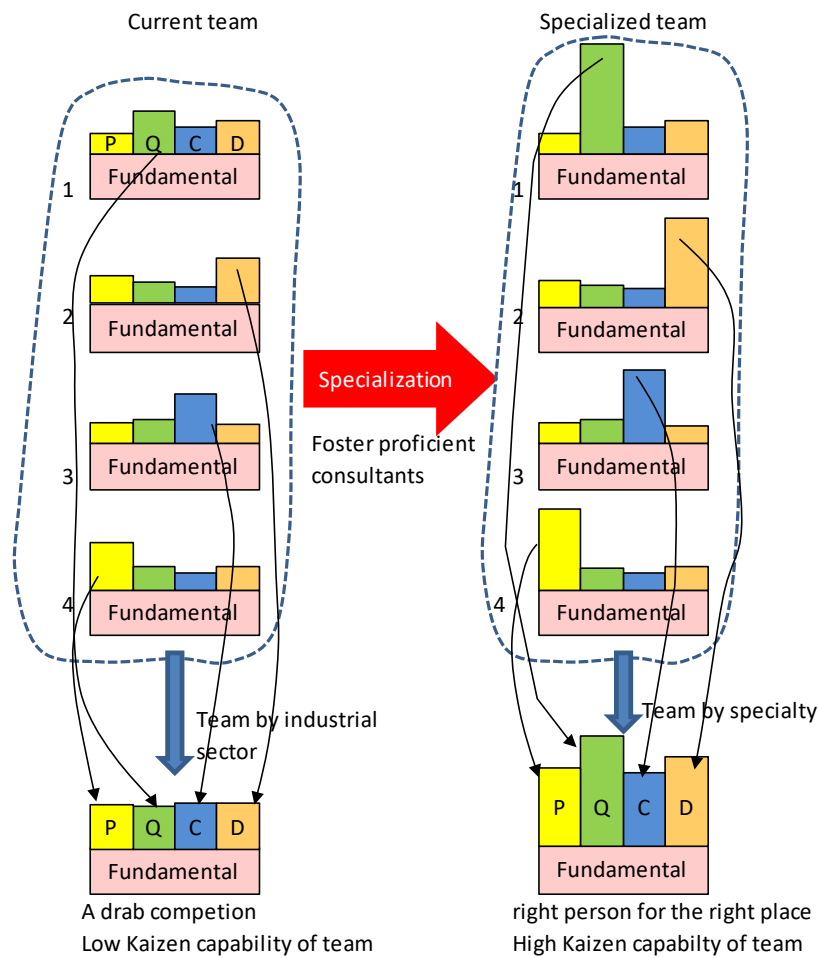 Current team
Specialized team
P Q C D
Fundamental
1
Fundamental
1
Fundamental
2
Fundamental
2
Specialization
Foster proficient
consultants
Fundamental
3
Fundamental
3
Fundamental
4
Fundamental
4
Team by industrial
sector
Team by specialty
P Q C D
Fundamental
P Q C D
Fundamental
A drab competion
Low Kaizen capability of team
right person for the right place
High Kaizen capabilty of team